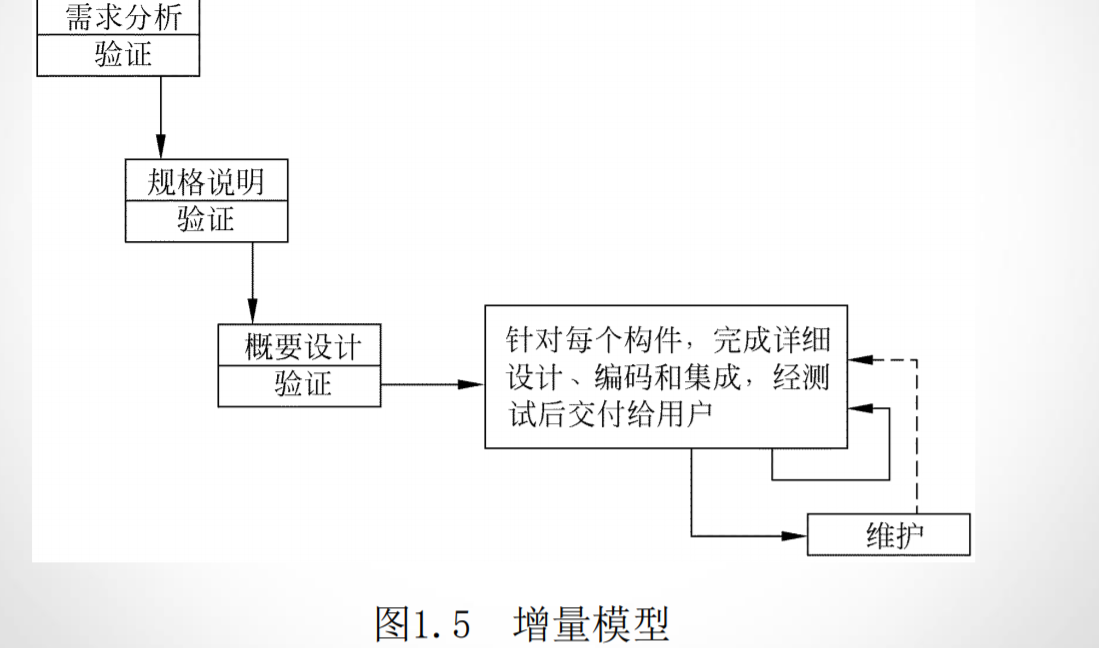 需求分析
验证
规格说明
验证
概要设计
验证
针对每个构件，完成详细
设计、编码和集成，经测
试后交付给用户
维护
图1.5 增量模型